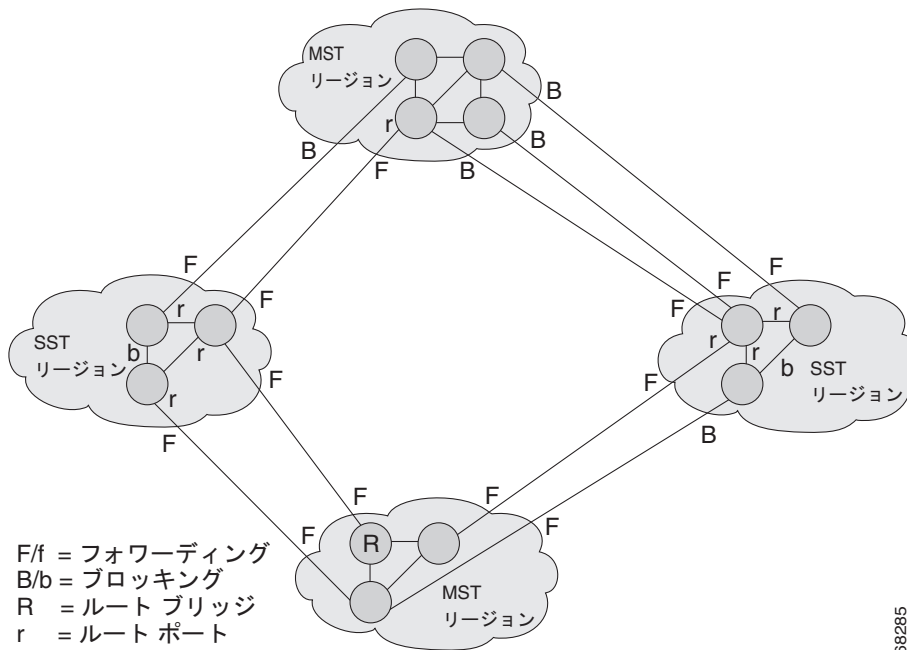 MST
リージョン
B
r
B
B
F
B
F
F
r
F
F
F
F
r
r
SST
リージョン
b
r
r
b
SST
リージョン
r
F
F
F
B
F
F
F
F
R
MST
リージョン
F/f = フォワーディング
B/b = ブロッキング
R = ルート ブリッジ
r = ルート ポート
68285